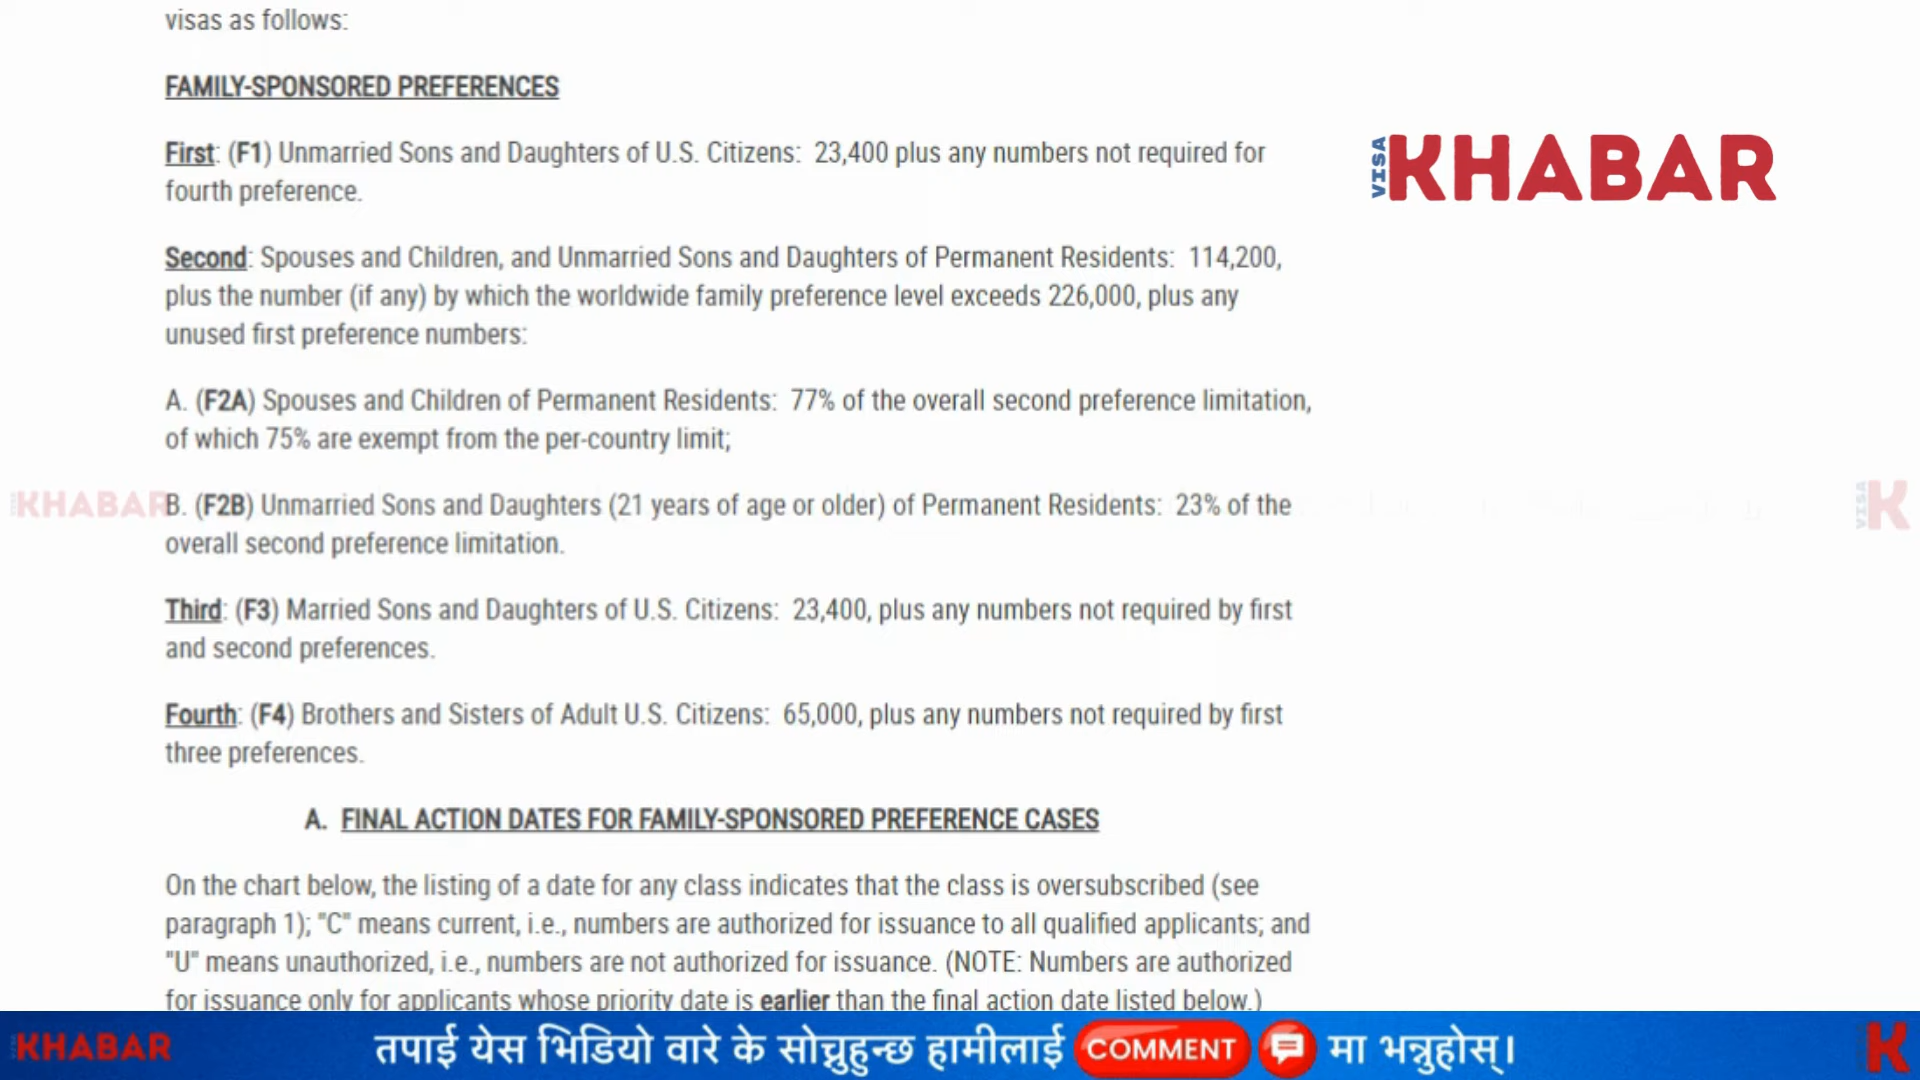 visas as follows:
FAMILY-SPONSORED PREFERENCES
First: (F1) Unmarried Sons and Daughters of U.S. Citizens: 23,400 plus any numbers not required for
fourth preference.
VISA KHABAR
Second: Spouses and Children, and Unmarried Sons and Daughters of Permanent Residents: 114,200,
plus the number (if any) by which the worldwide family preference level exceeds 226,000, plus any
unused first preference numbers:
A. (F2A) Spouses and Children of Permanent Residents: 77% of the overall second preference limitation,
of which 75% are exempt from the per-country limit;
KHABAR
B. (F2B) Unmarried Sons and Daughters (21 years of age or older) of Permanent Residents: 23% of the
overall second preference limitation.
VISA K
Third: (F3) Married Sons and Daughters of U.S. Citizens: 23,400, plus any numbers not required by first
and second preferences.
Fourth: (F4) Brothers and Sisters of Adult U.S. Citizens: 65,000, plus any numbers not required by first
three preferences.
A. FINAL ACTION DATES FOR FAMILY-SPONSORED PREFERENCE CASES
On the chart below, the listing of a date for any class indicates that the class is oversubscribed (see
paragraph 1); "C" means current, i.e., numbers are authorized for issuance to all qualified applicants; and
"U" means unauthorized, i.e., numbers are not authorized for issuance. (NOTE: Numbers are authorized
for issuance only for applicants whose priority date is earlier than the final action date listed below.)
KHABAR
तपाई येस भिडियो वारे के सोच्नुहुन्छ हामीलाई COMMENT मा भन्नुहोस्।
K